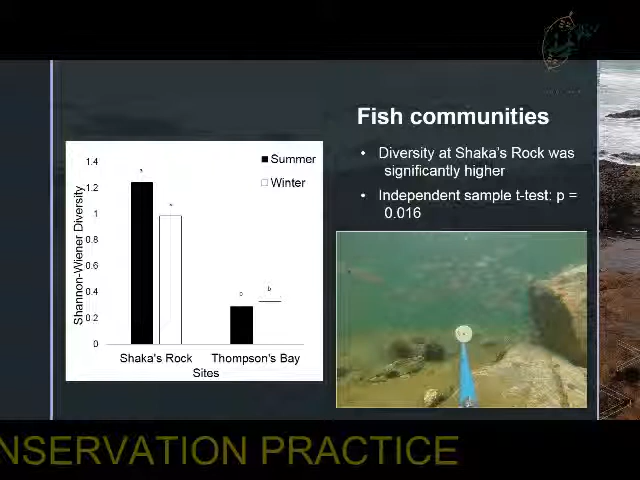 Fish communities
• Diversity at Shaka's Rock was
significantly higher
• Independent sample t-test: p =
0.016
Summer
Winter
Shannon-Wiener Diversity
1.4
1.2
1
0.8
0.6
0.4
0.2
0
a
a
b
Shaka's Rock
Thompson's Bay
Sites
NSERVATION PRACTICE